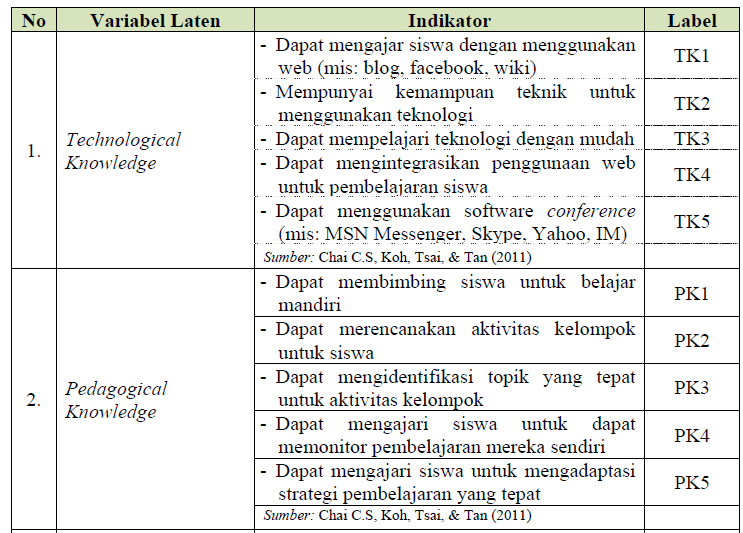 No Variabel Laten Indikator Label
- Dapat mengajar siswa dengan menggunakan
web (mis: blog, facebook, wiki)
TK1
- Mempunyai kemampuan teknik untuk
menggunakan teknologi
TK2
1.
Technological
Knowledge
- Dapat mempelajari teknologi dengan mudah
TK3
- Dapat mengintegrasikan penggunaan web
untuk pembelajaran siswa
TK4
- Dapat menggunakan software conference
(mis: MSN Messenger, Skype, Yahoo, IM)
TK5
Sumber: Chai C.S, Koh, Tsai, & Tan (2011)
- Dapat membimbing siswa untuk belajar
mandiri
PK1
- Dapat merencanakan aktivitas kelompok
untuk siswa
PK2
2.
Pedagogical
Knowledge
- Dapat mengidentifikasi topik yang tepat
untuk aktivitas kelompok
PK3
- Dapat mengajari siswa untuk dapat
memonitor pembelajaran mereka sendiri
PK4
- Dapat mengajari siswa untuk mengadaptasi
strategi pembelajaran yang tepat
PK5
Sumber: Chai C.S, Koh, Tsai, & Tan (2011)